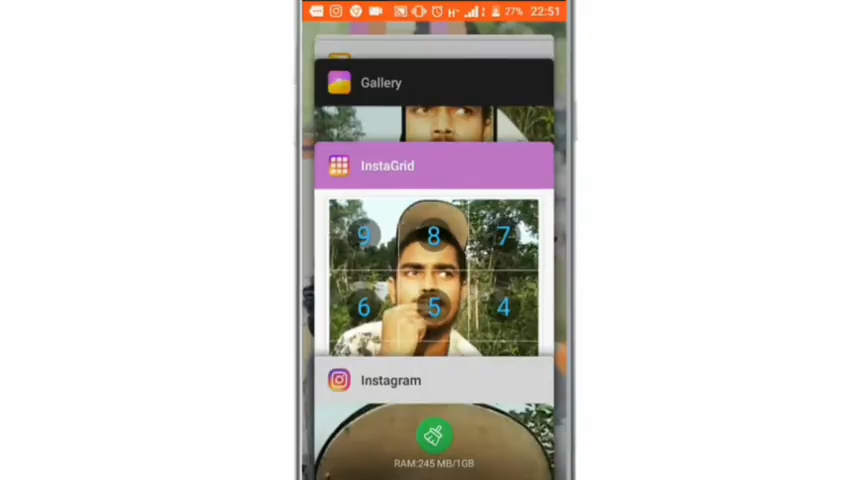 H+ 27% 22:51
Gallery
InstaGrid
9 8 7
6 5 4
Instagram
RAM:245 MB/1GB